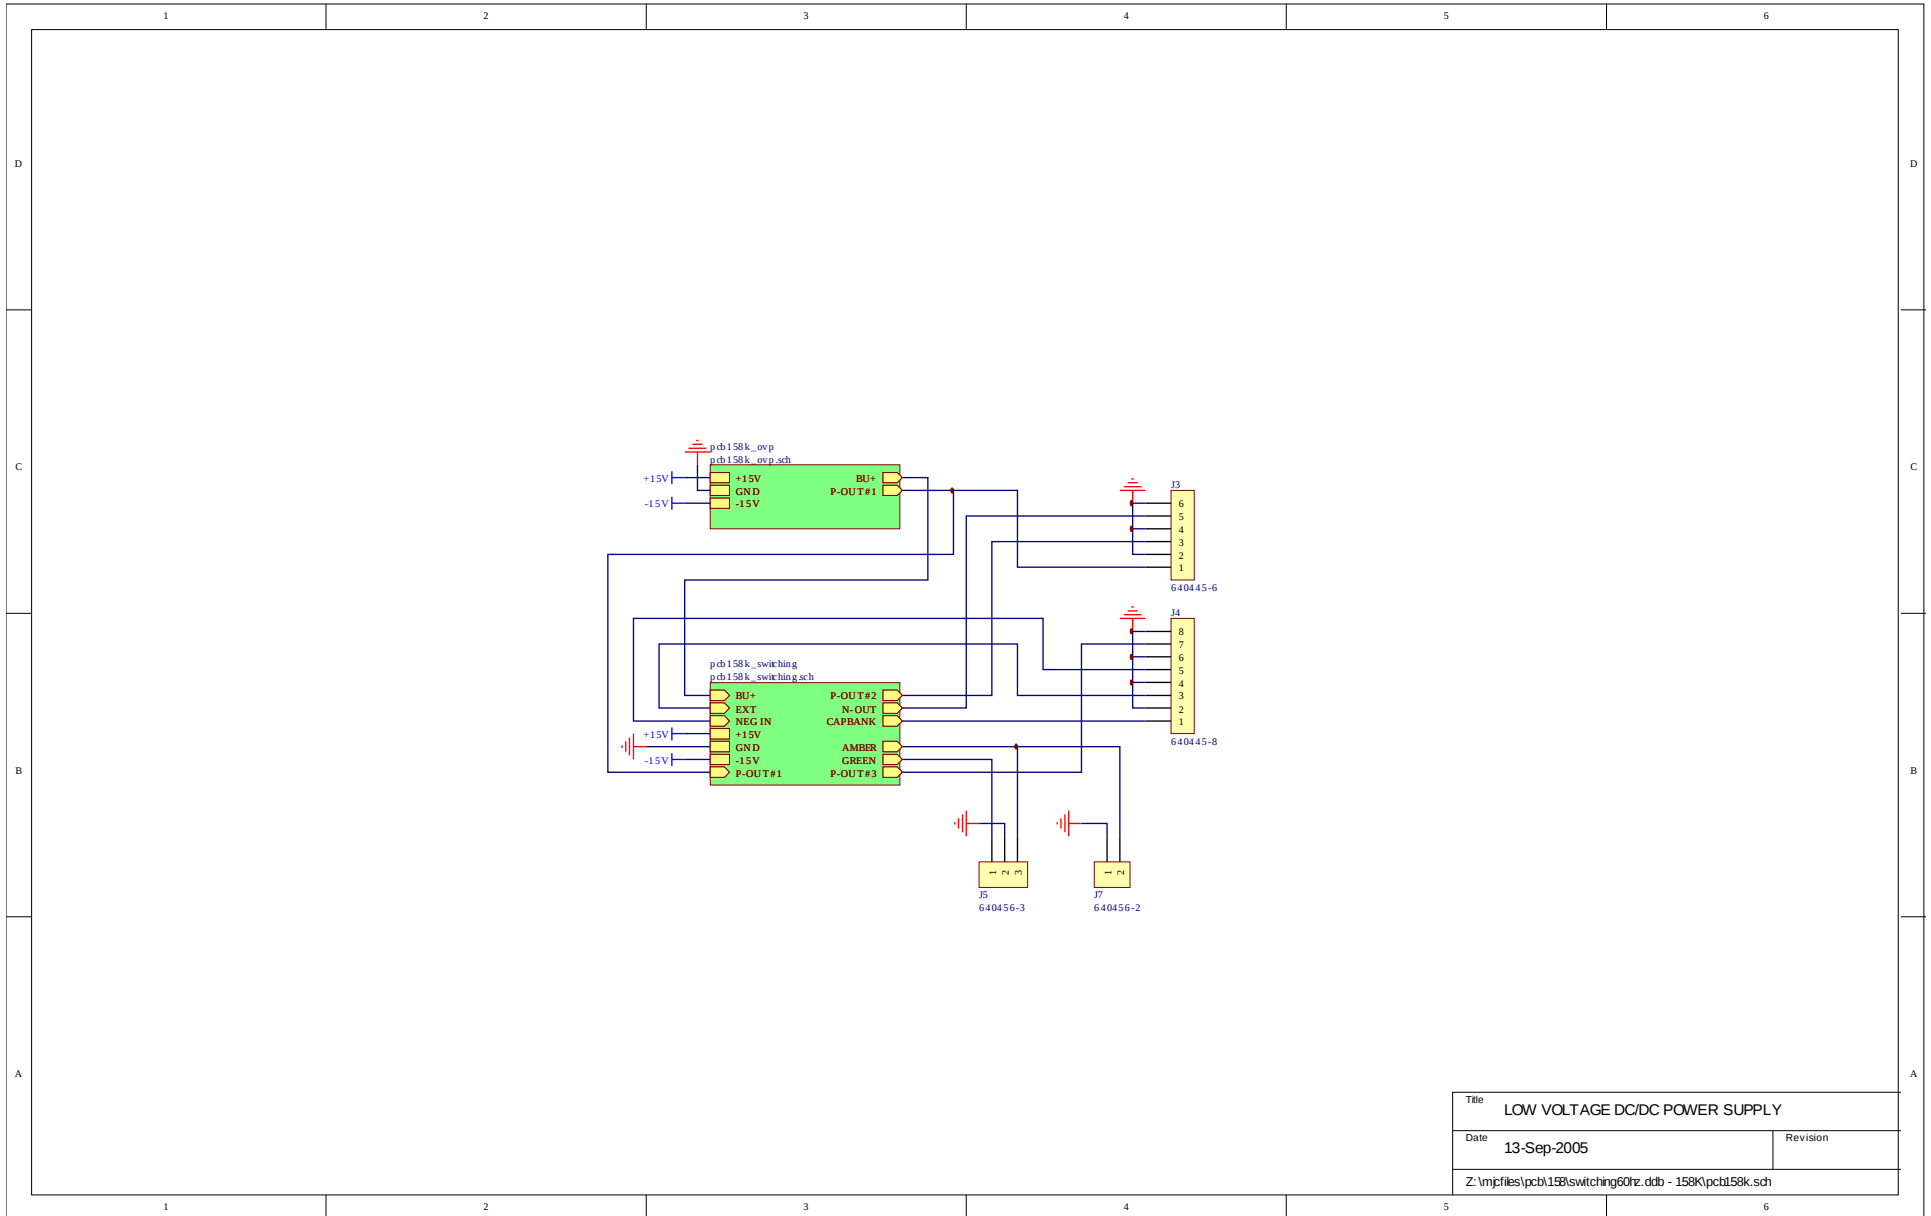 1 2 3 4 5 6
D D
C C
pcb158k_ovp
pcb158k_ovp.sch
+15V +15V BU+
GND P-OUT#1
-15V -15V
J3
6
5
4
3
2
1
640445-6
J4
8
7
6
5
4
3
2
1
640445-8
pcb158k_switching
pcb158k_switching.sch
BU+ P-OUT#2
EXT N-OUT
NEG IN CAPBANK
+15V +15V
GND AMBER
-15V -15V GREEN
P-OUT#1 P-OUT#3
B B
1 2 3
J5
640456-3
1 2
J7
640456-2
A A
Title LOW VOLTAGE DC/DC POWER SUPPLY
Date 13-Sep-2005 Revision
Z:\mjcfiles\pcb\158\switching60hz.ddb - 158K\pcb158k.sch
1 2 3 4 5 6